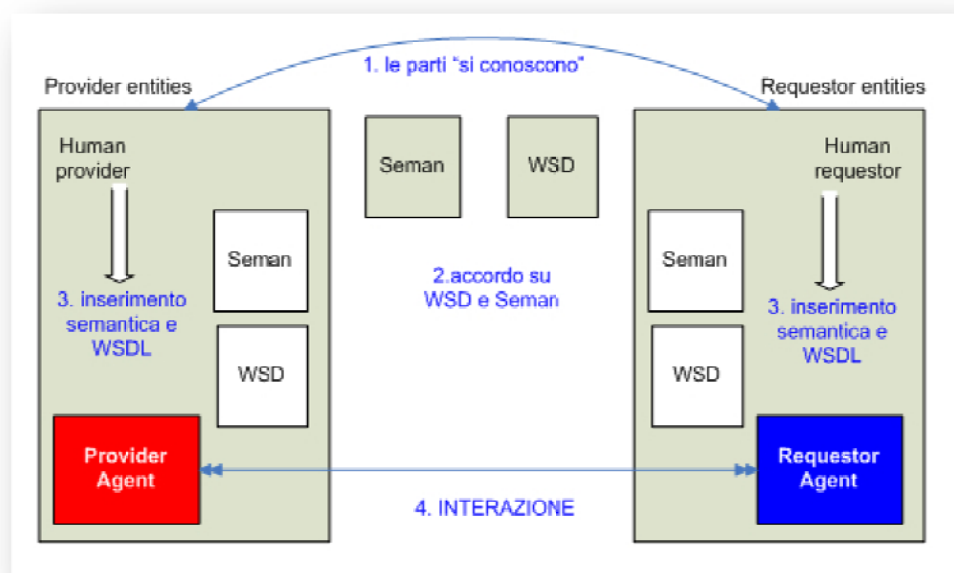 1. le parti “si conoscono”
Provider entities
Requestor entities
Human
provider
Seman
WSD
Human
requestor
Seman
Seman
2.accordo su
WSD e Seman
3. inserimento
semantica e
WSDL
3. inserimento
semantica e
WSDL
WSD
WSD
Provider
Agent
Requestor
Agent
4. INTERAZIONE